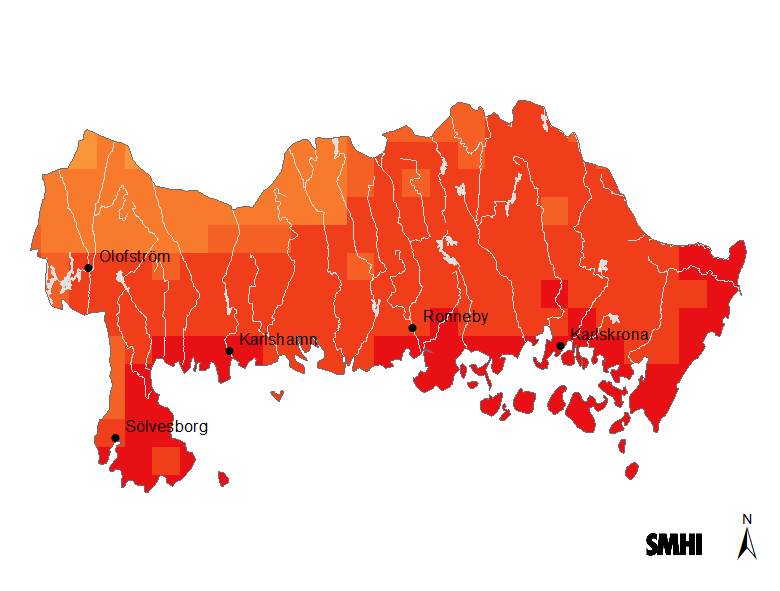 Olofström
Ronneby
Karlshamn
Karlskrona
Sölvesborg
N
SMHI